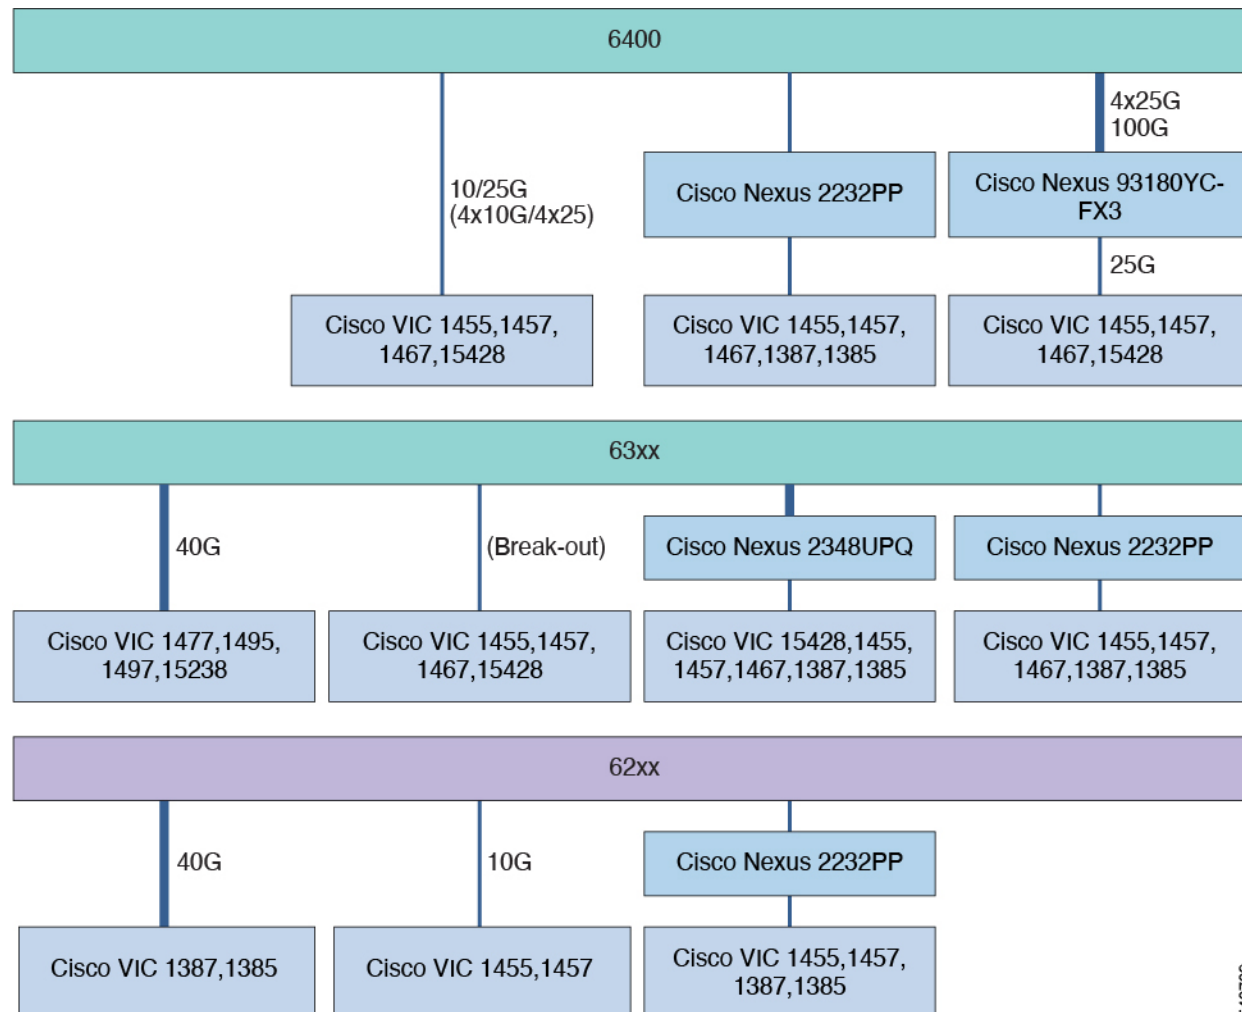 6400
4x25G
100G
10/25G
(4x10G/4x25)
Cisco Nexus 2232PP
Cisco Nexus 93180YC-
FX3
25G
Cisco VIC 1455,1457,
1467,15428
Cisco VIC 1455,1457,
1467,1387,1385
Cisco VIC 1455,1457,
1467,15428
63xx
40G
(Break-out)
Cisco Nexus 2348UPQ
Cisco Nexus 2232PP
Cisco VIC 1477,1495,
1497,15238
Cisco VIC 1455,1457,
1467,15428
Cisco VIC 15428,1455,
1457,1467,1387,1385
Cisco VIC 1455,1457,
1467,1387,1385
62xx
40G
10G
Cisco Nexus 2232PP
Cisco VIC 1387,1385
Cisco VIC 1455,1457
Cisco VIC 1455,1457,
1387,1385